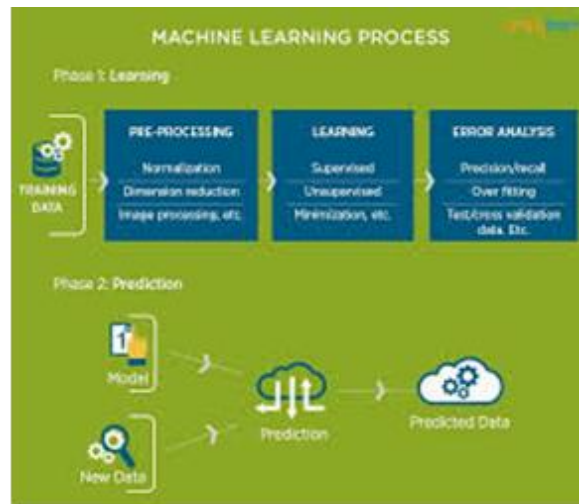 MACHINE LEARNING PROCESS
Phase 1: Learning
TRAINING
DATA
PRE-PROCESSING
Normalization
Dimension reduction
Image processing, etc.
LEARNING
Supervised
Unsupervised
Minimization, etc.
ERROR ANALYSIS
Precision/recall
Over fitting
Test/cross validation
data. Etc.
Phase 2: Prediction
1
Model
New Data
Prediction
Predicted Data